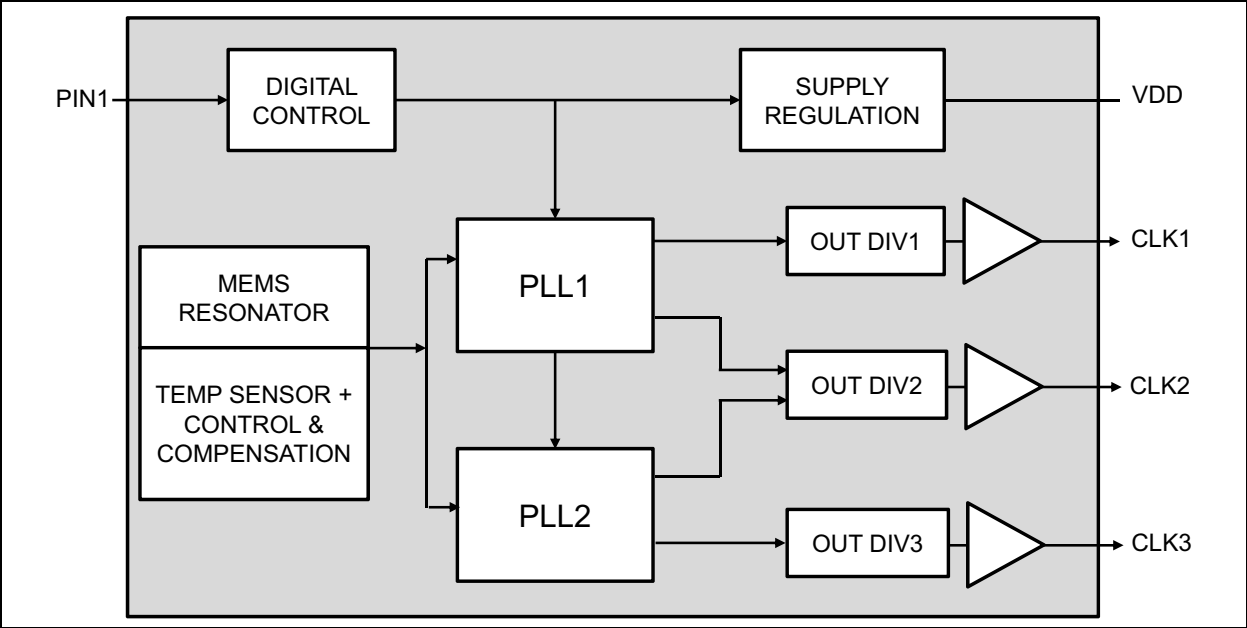 PIN1
DIGITAL
CONTROL
SUPPLY
REGULATION
VDD
MEMS
RESONATOR
TEMP SENSOR +
CONTROL &
COMPENSATION
PLL1
PLL2
OUT DIV1
CLK1
OUT DIV2
CLK2
OUT DIV3
CLK3